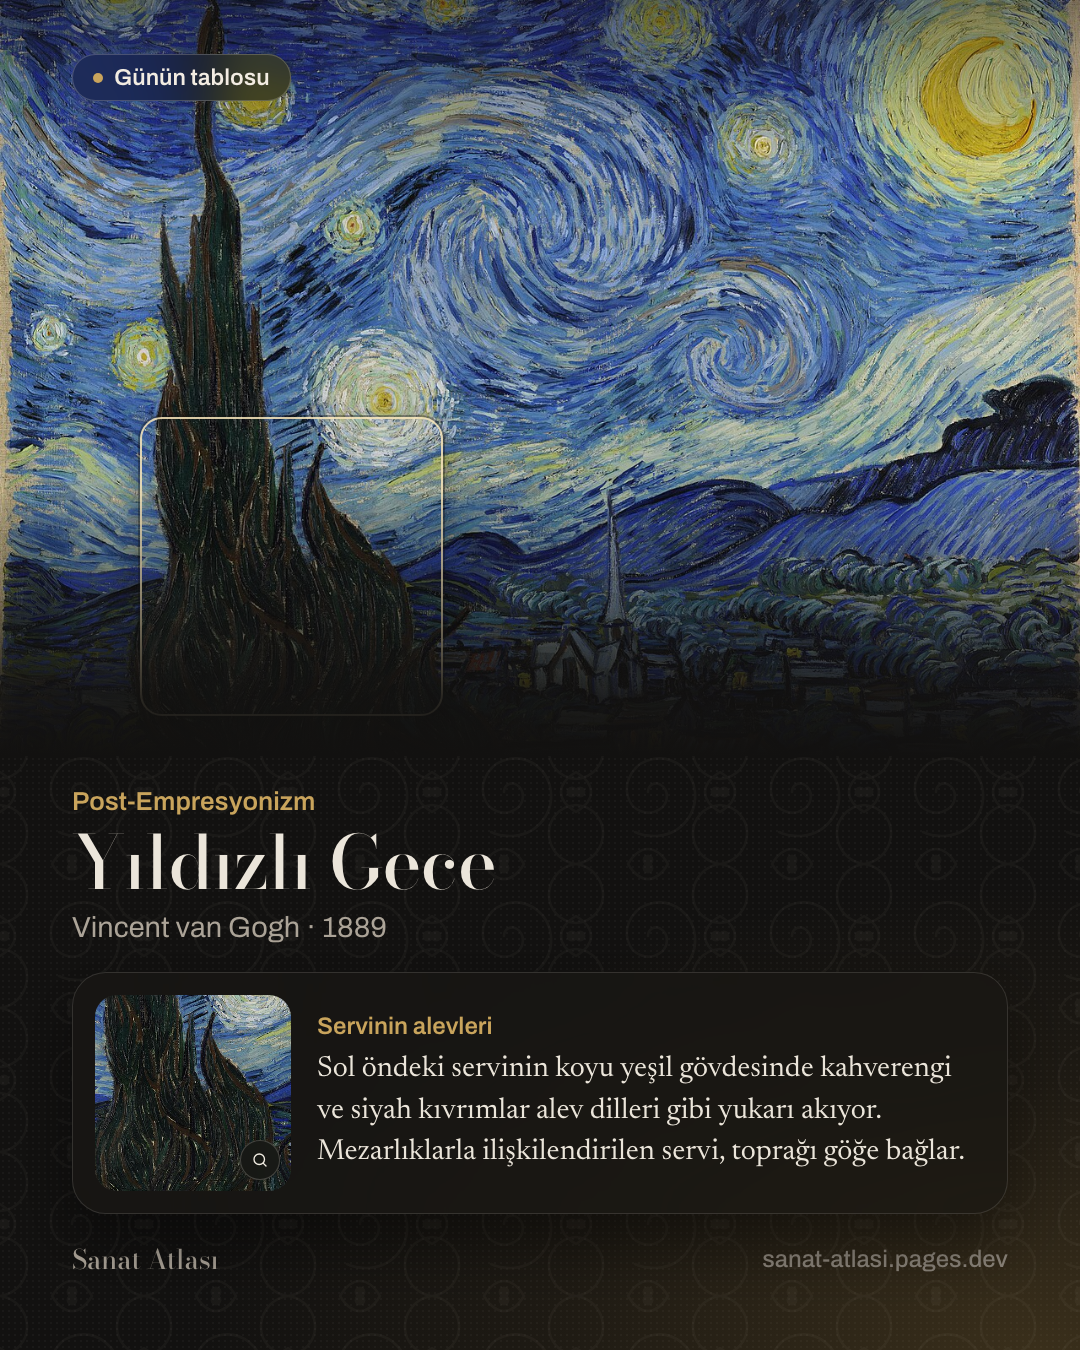 Günün tablosu
Post-Empresyonizm
Yıldızlı Gece
Vincent van Gogh · 1889
Servinin alevleri
Sol öndeki servinin koyu yeşil gövdesinde kahverengi
ve siyah kıvrımlar alev dilleri gibi yukarı akıyor.
Mezarlıklarla ilişkilendirilen servi, toprağı göğe bağlar.
Sanat Atlası
sanat-atlasi.pages.dev